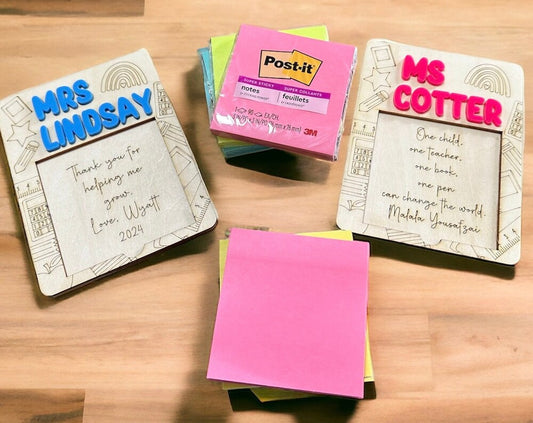 MRS
LINDSAY
Thank you for
helping me
grow.
Love, Wyatt
2024
Post-it
SUPER STICKY
notes
SUPER COLLANTS
feuillets
3M
MS
COTTER
One child,
one teacher,
one book,
one pen
can change the world.
Malala Yousafzai